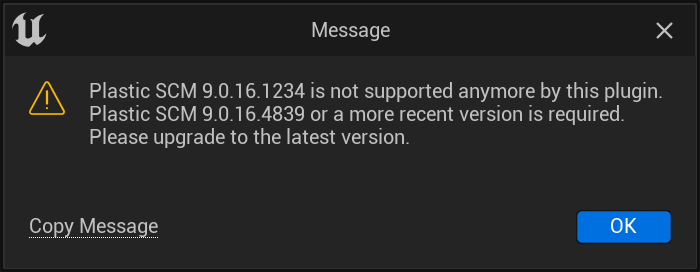 Message
Plastic SCM 9.0.16.1234 is not supported anymore by this plugin.
Plastic SCM 9.0.16.4839 or a more recent version is required.
Please upgrade to the latest version.
Copy Message
OK